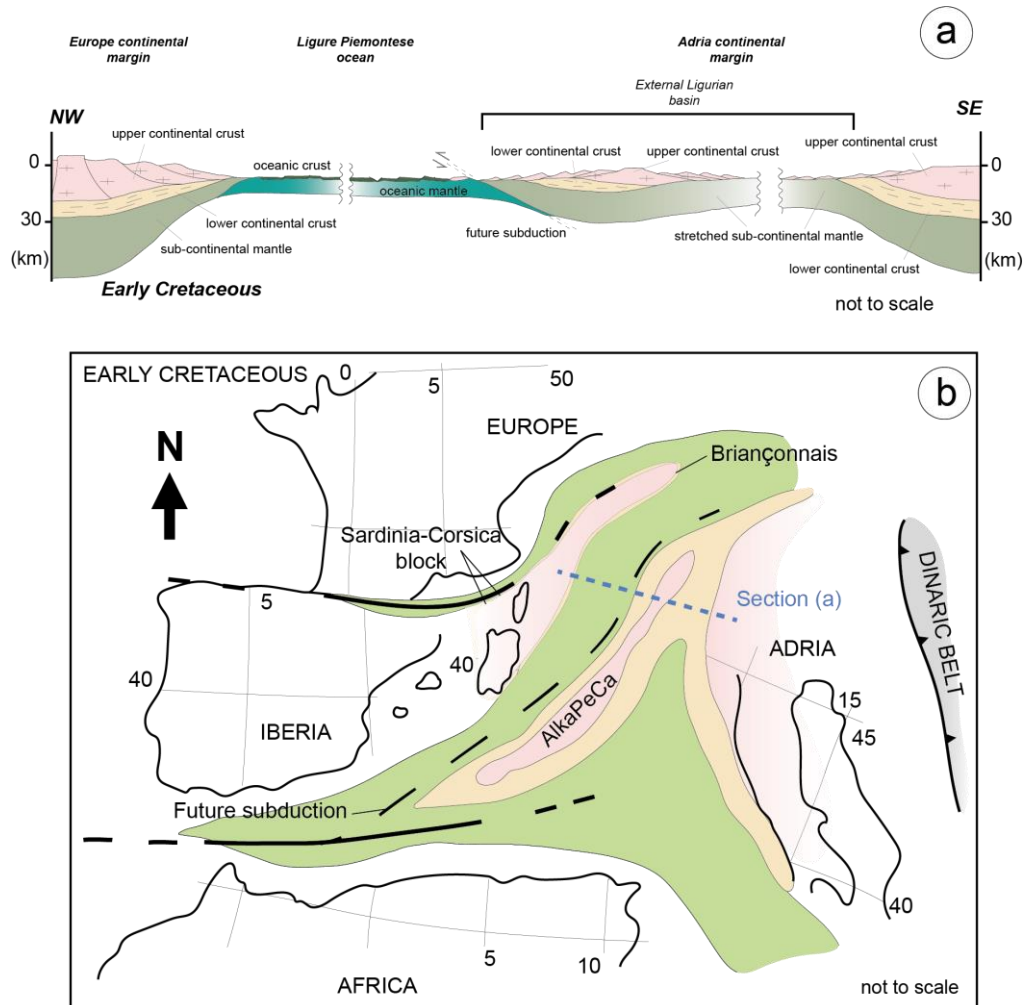 a
Europe continental
margin
Ligure Piemontese
ocean
Adria continental
margin
External Ligurian
basin
NW
SE
upper continental crust
oceanic crust
lower continental crust
upper continental crust
upper continental crust
0
0
oceanic mantle
lower continental crust
30
30
sub-continental mantle
future subduction
stretched sub-continental mantle
(km)
(km)
lower continental crust
Early Cretaceous
not to scale
b
EARLY CRETACEOUS
0
5
50
EUROPE
N
Briançonnais
Sardinia-Corsica
block
5
Section (a)
DINARIC BELT
40
40
ADRIA
15
45
IBERIA
AlkaPeCa
Future subduction
40
5
10
AFRICA
not to scale